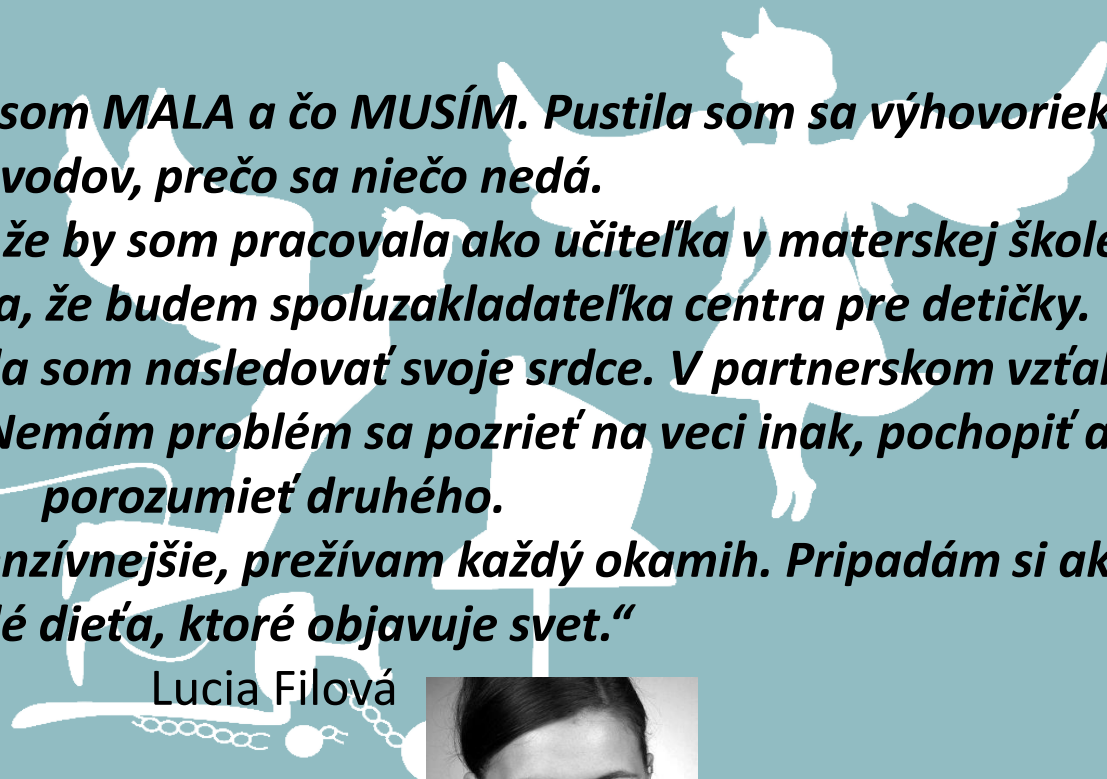 som MALA a čo MUSÍM. Pustila som sa výhovoriek
vodov, prečo sa niečo nedá.
že by som pracovala ako učiteľka v materskej škole
a, že budem spoluzakladateľka centra pre detičky.
la som nasledovať svoje srdce. V partnerskom vzťah
Nemám problém sa pozrieť na veci inak, pochopiť a
porozumieť druhého.
nzívnejšie, prežívam každý okamih. Pripadám si ak
lé dieťa, ktoré objavuje svet.“
Lucia Filová